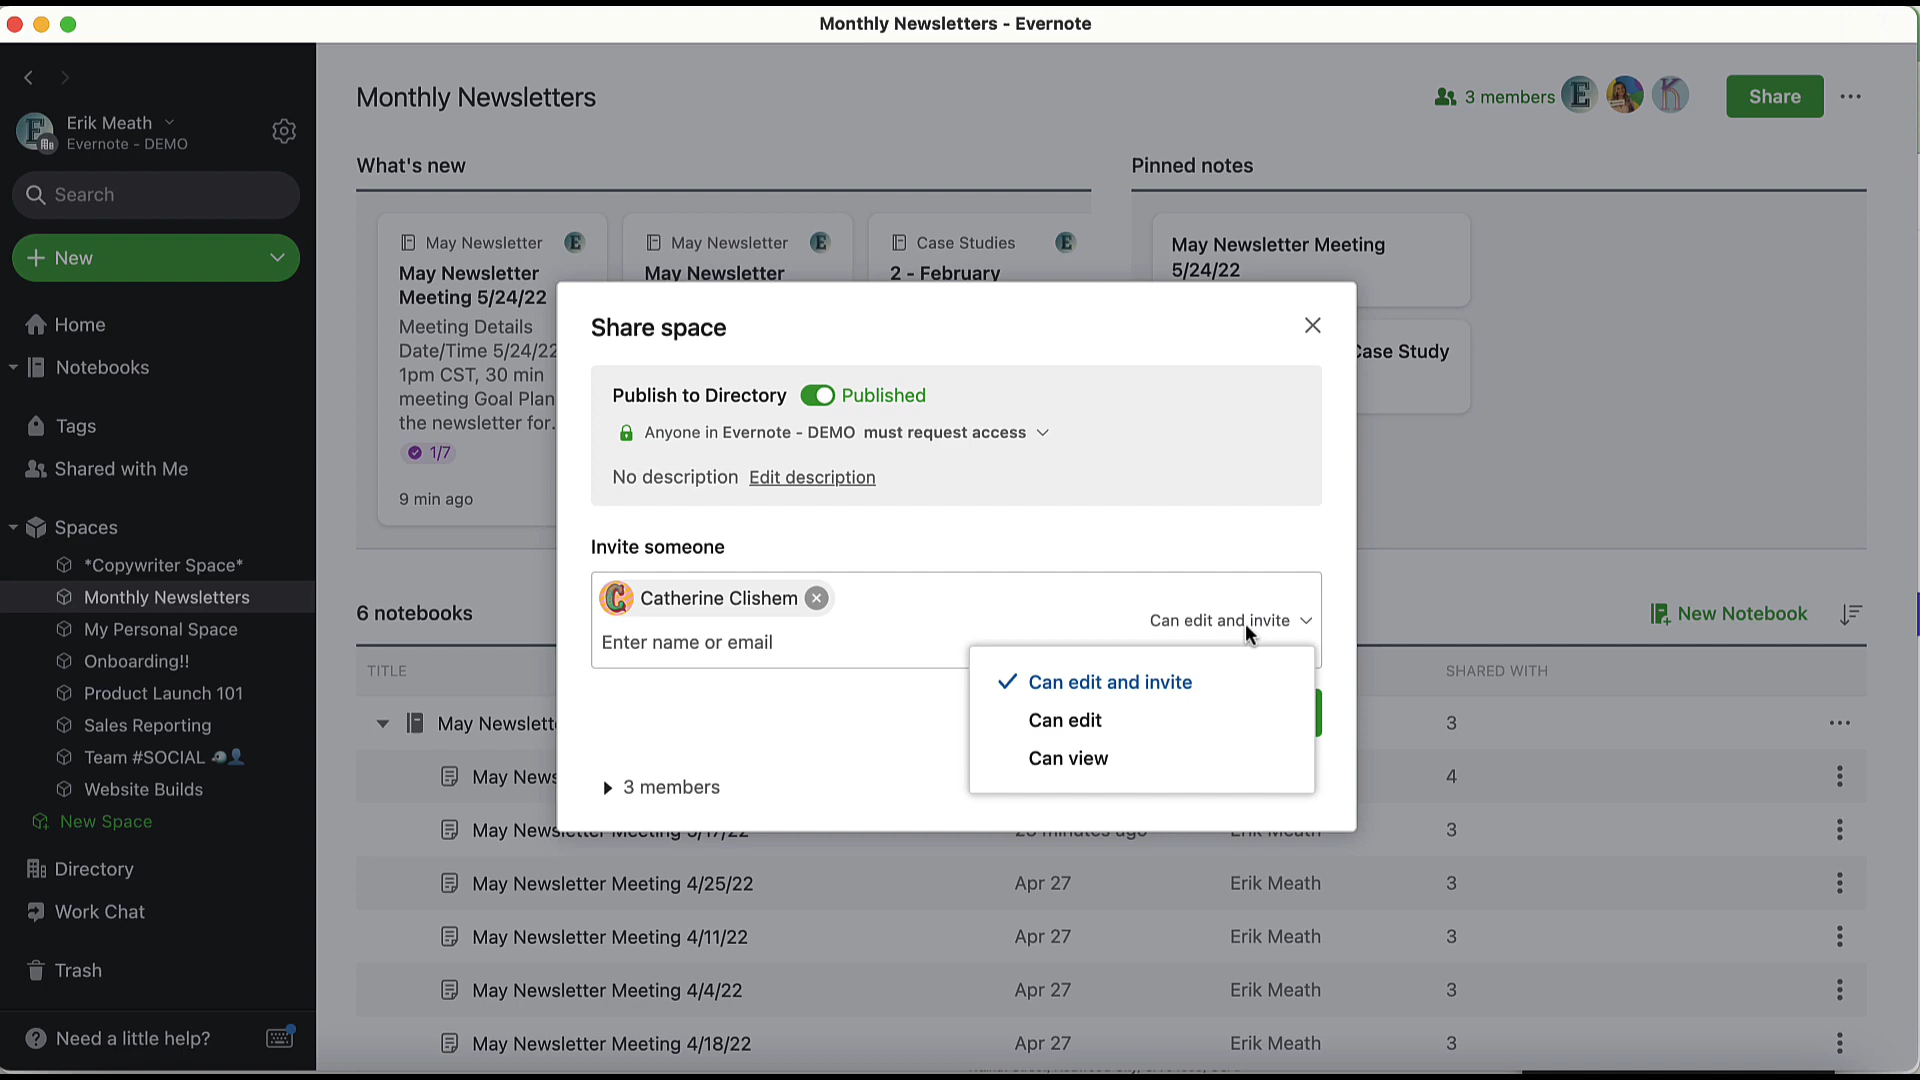 Monthly Newsletters - Evernote
Erik Meath
Evernote - DEMO
Search
New
Home
Notebooks
Tags
Shared with Me
Spaces
*Copywriter Space*
Monthly Newsletters
My Personal Space
Onboarding!!
Product Launch 101
Sales Reporting
Team #SOCIAL
Website Builds
New Space
Directory
Work Chat
Trash
Need a little help?
Monthly Newsletters
3 members
E
K
Share
What's new
Pinned notes
May Newsletter
E
May Newsletter
Meeting 5/24/22
Meeting Details
Date/Time 5/24/22
1pm CST, 30 min
meeting Goal Plan
the newsletter for.
1/7
9 min ago
May Newsletter
E
May Newsletter
Case Studies
E
2 - February
May Newsletter Meeting
5/24/22
Case Study
Share space
Publish to Directory
Published
Anyone in Evernote - DEMO must request access
No description Edit description
Invite someone
C
Catherine Clishem
Enter name or email
Can edit and invite
Can edit and invite
Can edit
Can view
3 members
6 notebooks
New Notebook
TITLE
SHARED WITH
May Newslett
3
May News
4
May Newsletter Meeting 5/17/22
Erik Meath
3
May Newsletter Meeting 4/25/22
Apr 27
Erik Meath
3
May Newsletter Meeting 4/11/22
Apr 27
Erik Meath
3
May Newsletter Meeting 4/4/22
Apr 27
Erik Meath
3
May Newsletter Meeting 4/18/22
Apr 27
Erik Meath
3